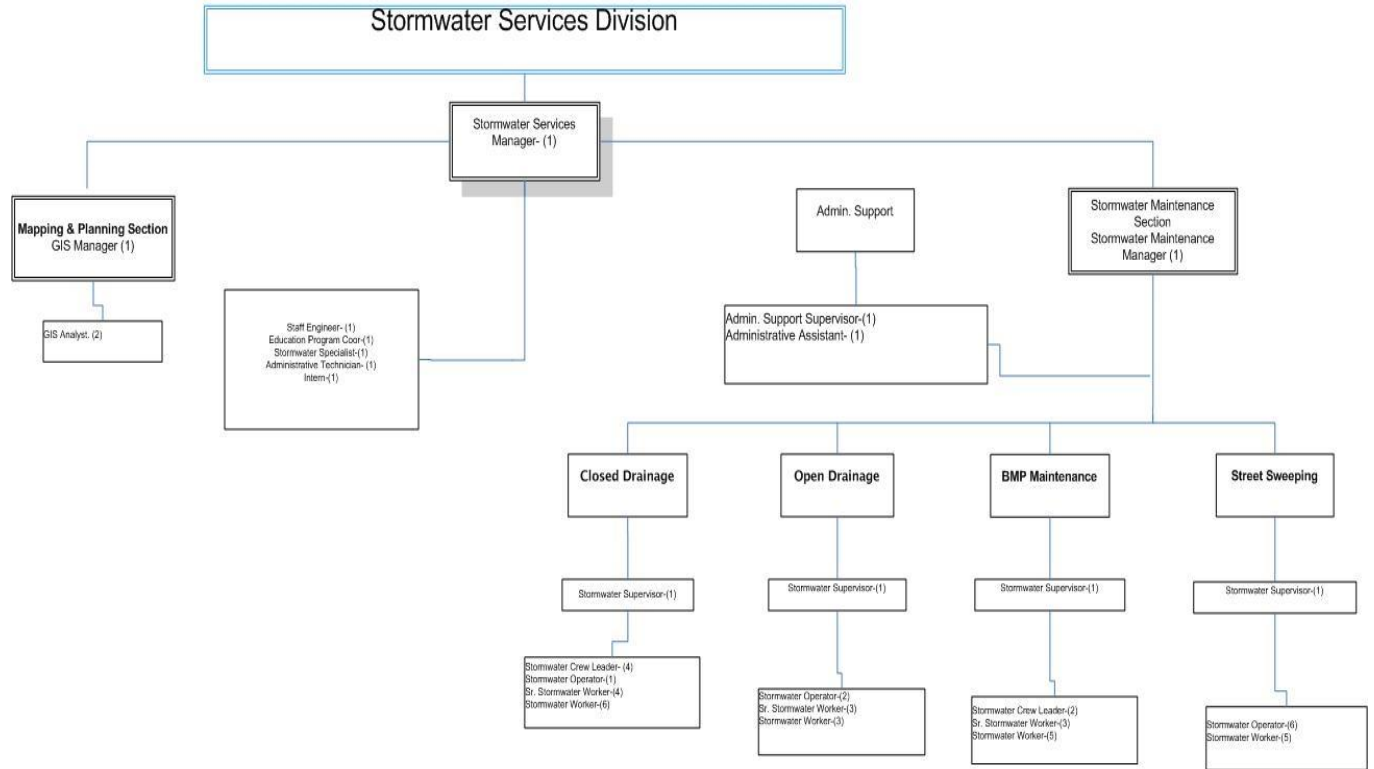 Stormwater Services Division
Stormwater Services
Manager- (1)
Mapping & Planning Section
GIS Manager (1)
GIS Analyst. (2)
Staff Engineer- (1)
Education Program Coor-(1)
Stormwater Specialist-(1)
Administrative Technician- (1)
Intern-(1)
Admin. Support
Admin. Support Supervisor-(1)
Administrative Assistant- (1)
Stormwater Maintenance
Section
Stormwater Maintenance
Manager (1)
Closed Drainage
Stormwater Supervisor-(1)
Stormwater Crew Leader- (4)
Stormwater Operator-(1)
Sr. Stormwater Worker-(4)
Stormwater Worker-(6)
Open Drainage
Stormwater Supervisor-(1)
Stormwater Operator-(2)
Sr. Stormwater Worker-(3)
Stormwater Worker-(3)
BMP Maintenance
Stormwater Supervisor-(1)
Stormwater Crew Leader-(2)
Sr. Stormwater Worker-(3)
Stormwater Worker-(5)
Street Sweeping
Stormwater Supervisor-(1)
Stormwater Operator-(6)
Stormwater Worker-(5)